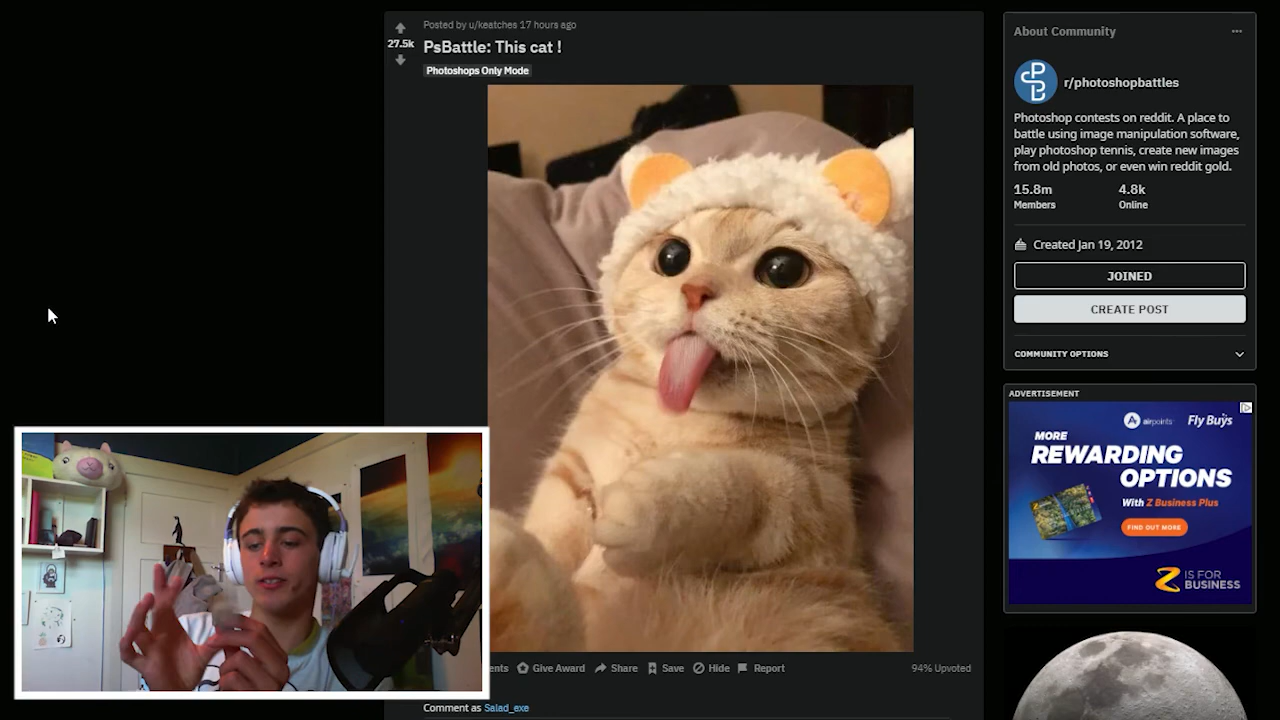 Posted by u/keatches 17 hours ago
27.5k
PsBattle: This cat !
Photoshops Only Mode
Give Award
Share
Save
Hide
Report
94% Upvoted
Comment as Salad_exe
About Community
r/photoshopbattles
Photoshop contests on reddit. A place to
battle using image manipulation software,
play photoshop tennis, create new images
from old photos, or even win reddit gold.
15.8m
4.8k
Members
Online
Created Jan 19, 2012
JOINED
CREATE POST
COMMUNITY OPTIONS
ADVERTISEMENT
airpoints
Fly Buys
MORE
REWARDING
OPTIONS
With Z Business Plus
FIND OUT MORE
Z IS FOR
BUSINESS